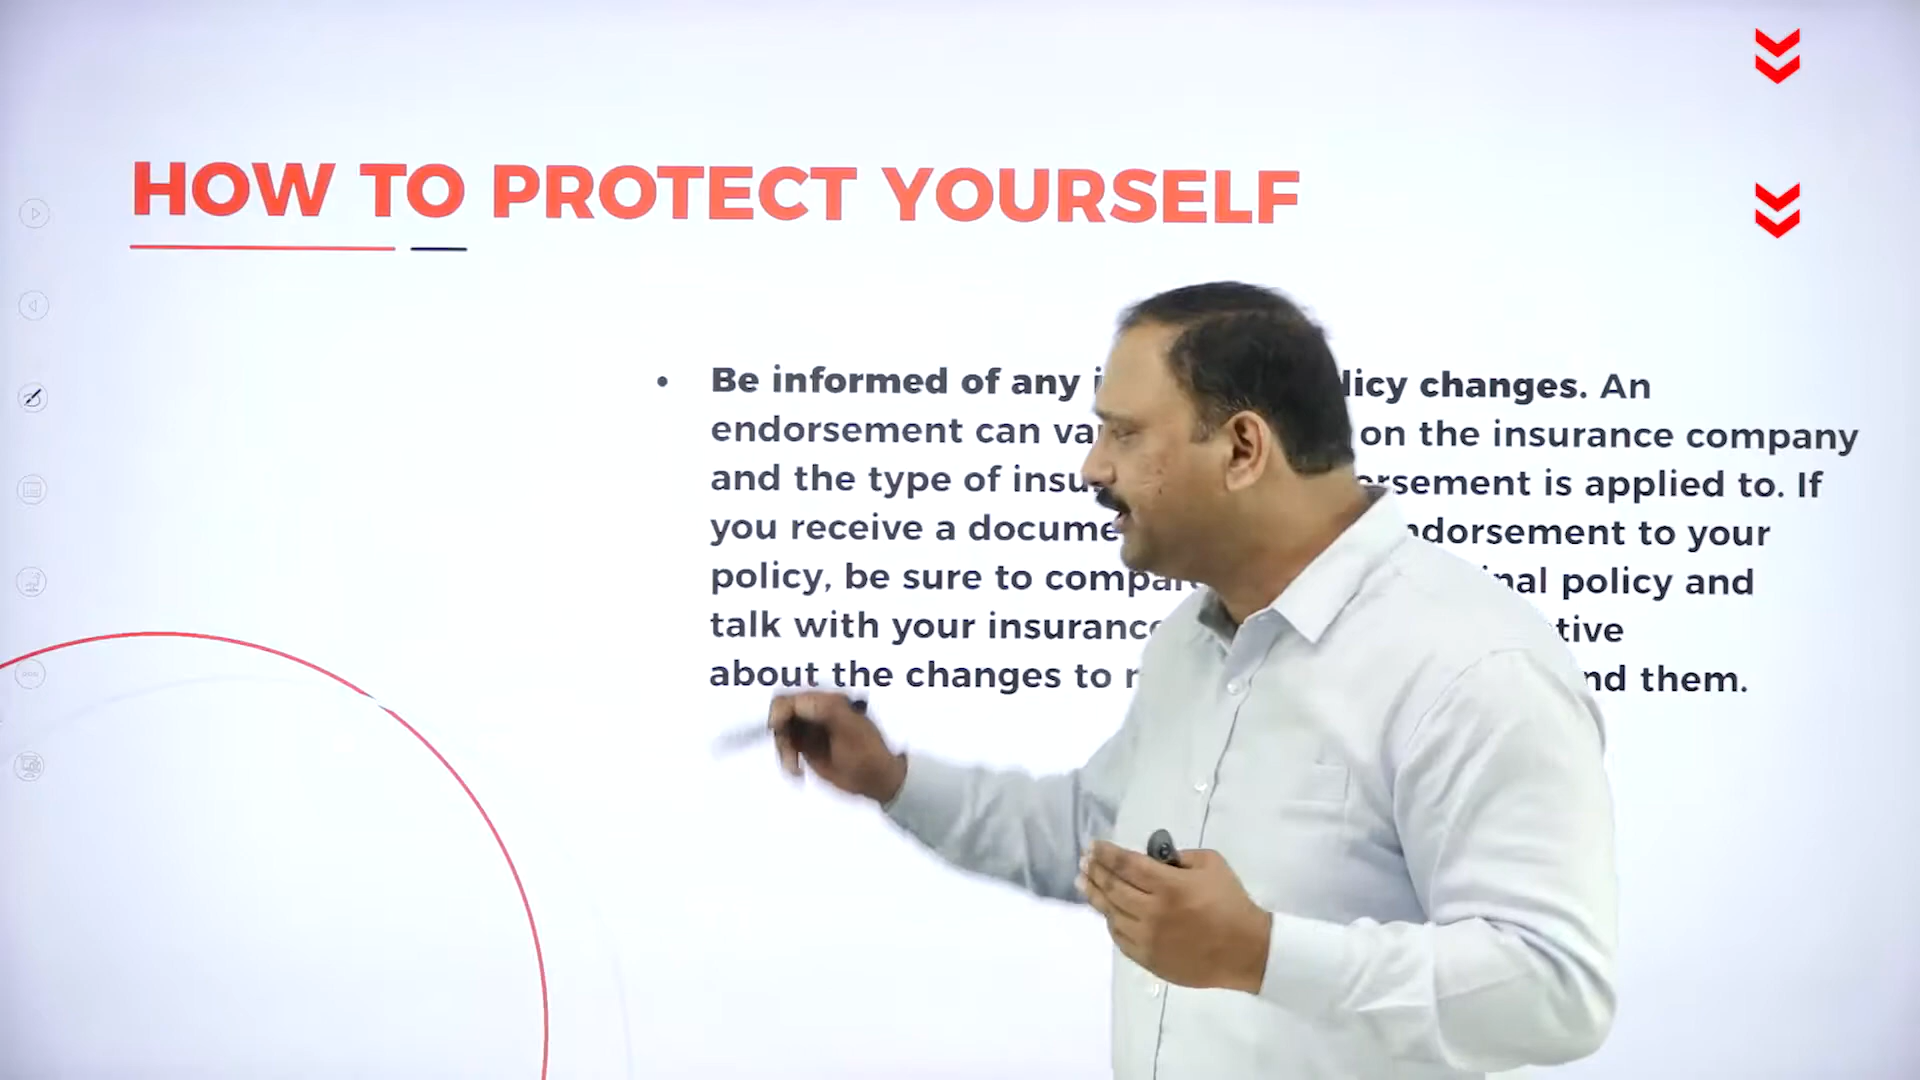 HOW TO PROTECT YOURSELF
• Be informed of any licy changes. An
endorsement can va on the insurance company
and the type of insu orsement is applied to. If
you receive a docume ndorsement to your
policy, be sure to compar nal policy and
talk with your insuranc tive
about the changes to nd them.